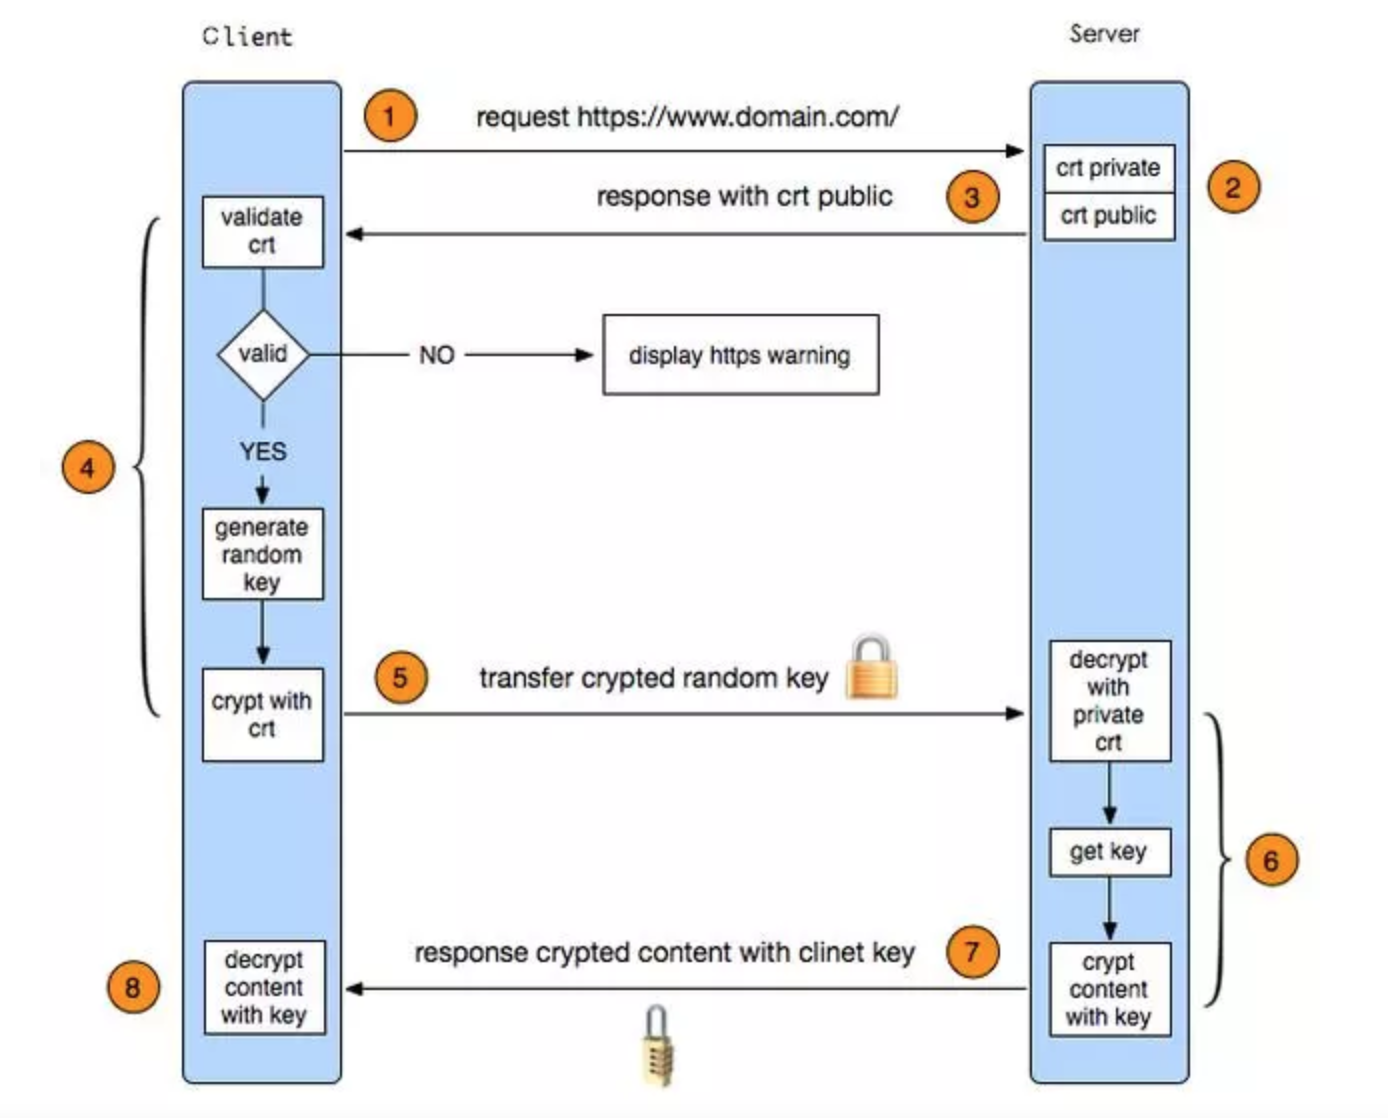 Client
Server
1
request https://www.domain.com/
crt private
2
response with crt public
3
crt public
validate
crt
valid
NO
display https warning
4
YES
generate
random
key
5
transfer crypted random key
crypt with
crt
decrypt
with
private
crt
get key
6
response crypted content with clinet key
7
crypt
content
with key
8
decrypt
content
with key